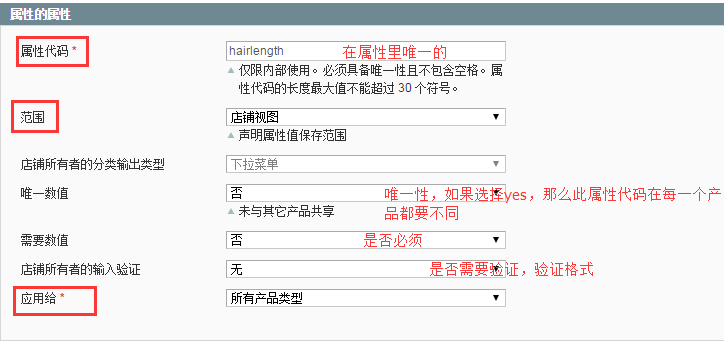 属性的属性
属性代码 *
hairlength
在属性里唯一的
仅限内部使用。必须具备唯一性且不包含空格。属
性代码的长度最大值不能超过 30 个符号。
范围
店铺视图
声明属性值保存范围
店铺所有者的分类输出类型
下拉菜单
唯一数值
否
唯一性，如果选择yes，那么此属性代码在每一个产
品都要不同
未与其它产品共享
需要数值
否
是否必须
店铺所有者的输入验证
无
是否需要验证，验证格式
应用给 *
所有产品类型